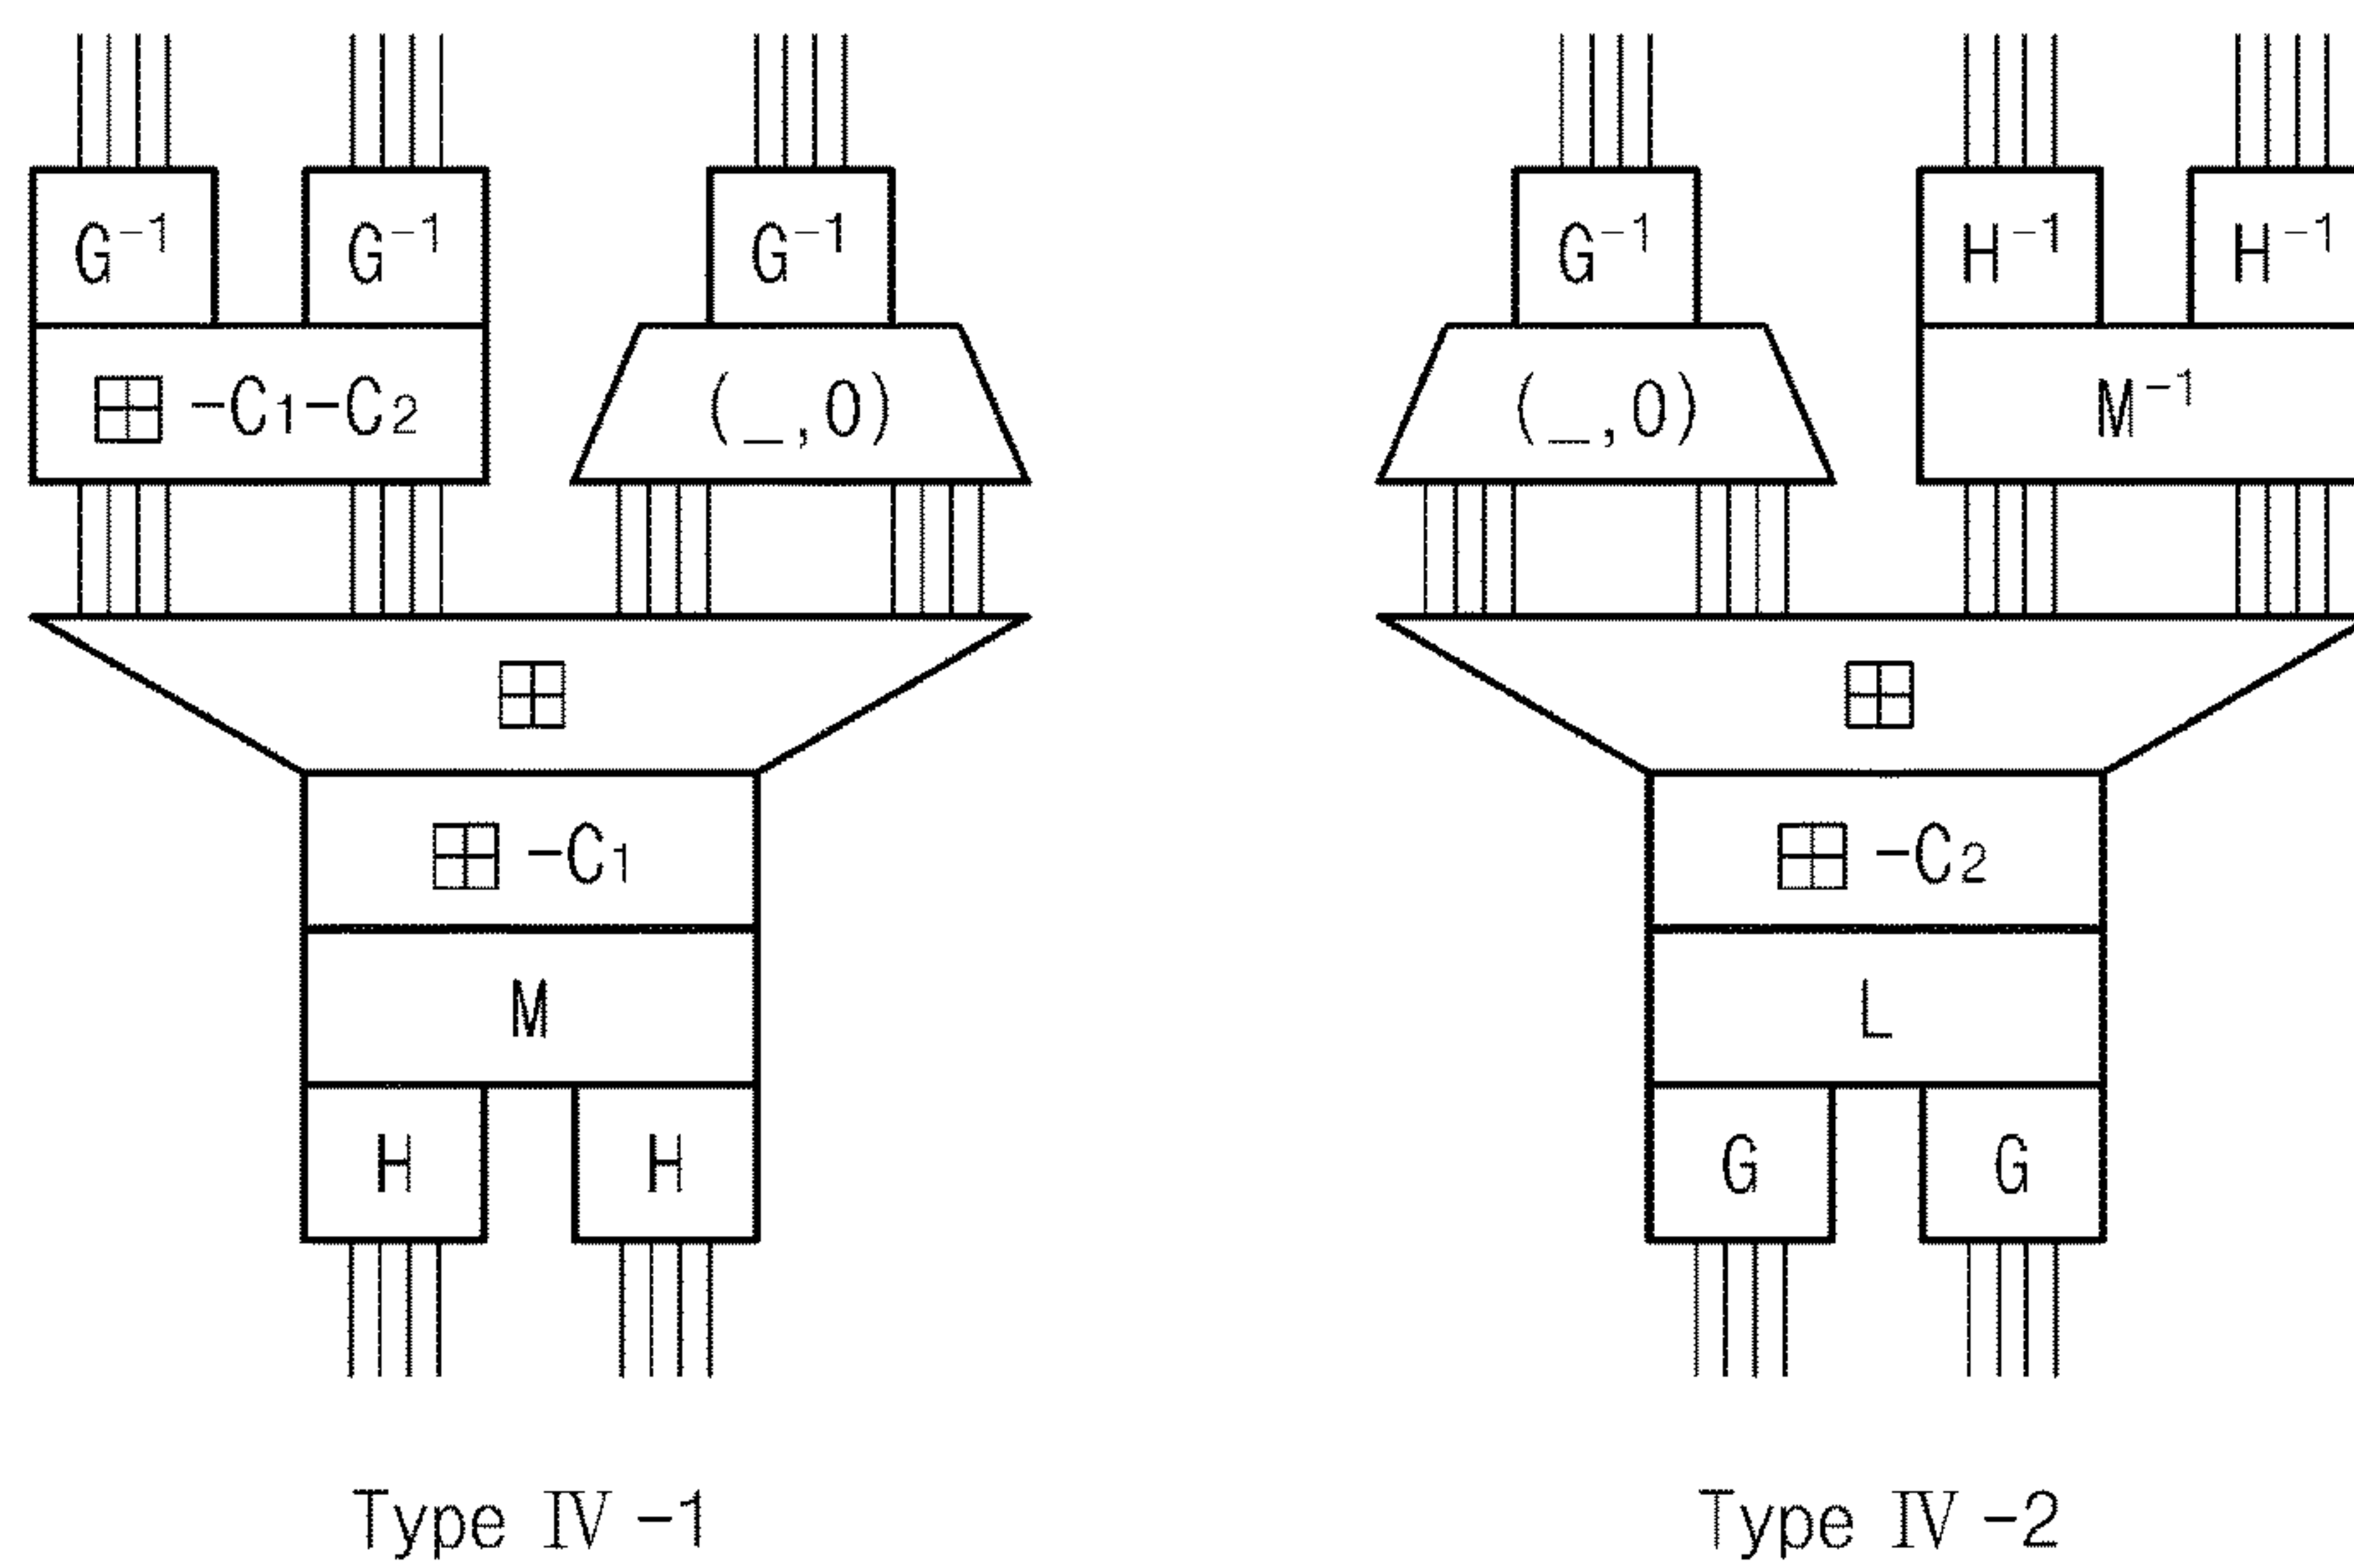 G⁻¹ G⁻¹ G⁻¹ G⁻¹ H⁻¹ H⁻¹
⊞ -C₁-C₂ (_,0) (_,0) M⁻¹
⊞ ⊞
⊞ -C₁ ⊞ -C₂
M L
H H G G
Type Ⅳ-1 Type Ⅳ-2